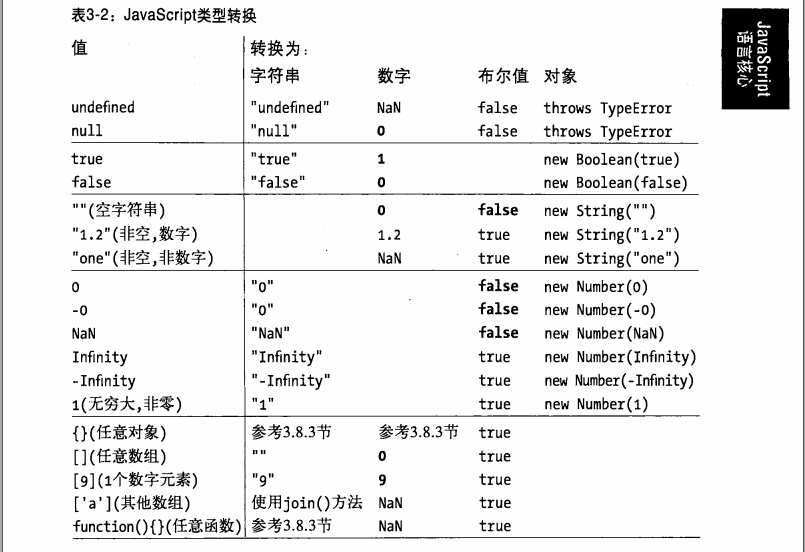 表3-2：JavaScript类型转换
JavaScript
语言核心
值 转换为：
字符串 数字 布尔值 对象
undefined "undefined" NaN false throws TypeError
null "null" 0 false throws TypeError
true "true" 1 new Boolean(true)
false "false" 0 new Boolean(false)
""(空字符串) 0 false new String("")
"1.2"(非空,数字) 1.2 true new String("1.2")
"one"(非空,非数字) NaN true new String("one")
0 "0" false new Number(0)
-0 "0" false new Number(-0)
NaN "NaN" false new Number(NaN)
Infinity "Infinity" true new Number(Infinity)
-Infinity "-Infinity" true new Number(-Infinity)
1(无穷大,非零) "1" true new Number(1)
{}(任意对象) 参考3.8.3节 参考3.8.3节 true
[](任意数组) "" 0 true
[9](1个数字元素) "9" 9 true
['a'](其他数组) 使用join()方法 NaN true
function(){}(任意函数) 参考3.8.3节 NaN true